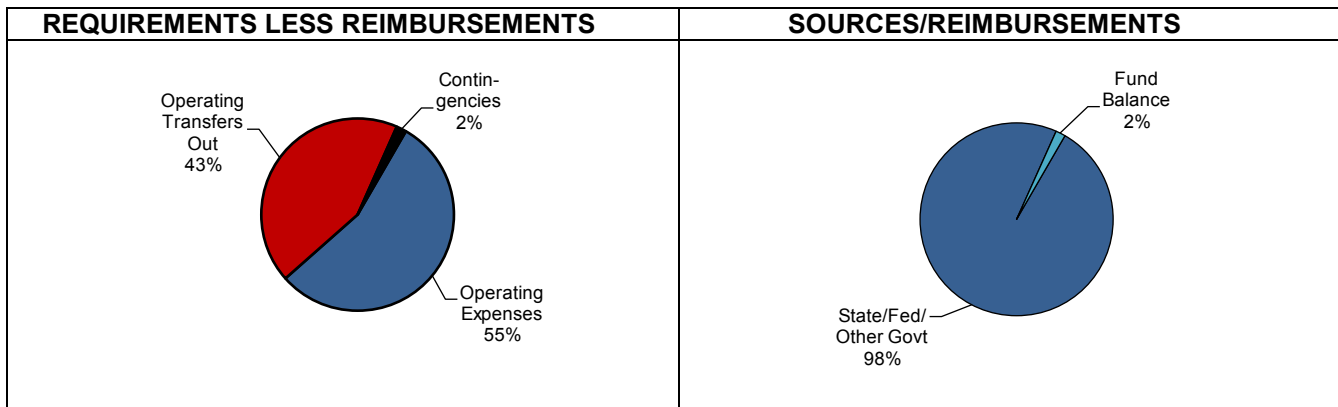 REQUIREMENTS LESS REIMBURSEMENTS
Operating
Transfers
Out
43%
Contin-
gencies
2%
Operating
Expenses
55%
SOURCES/REIMBURSEMENTS
Fund
Balance
2%
State/Fed/
Other Govt
98%